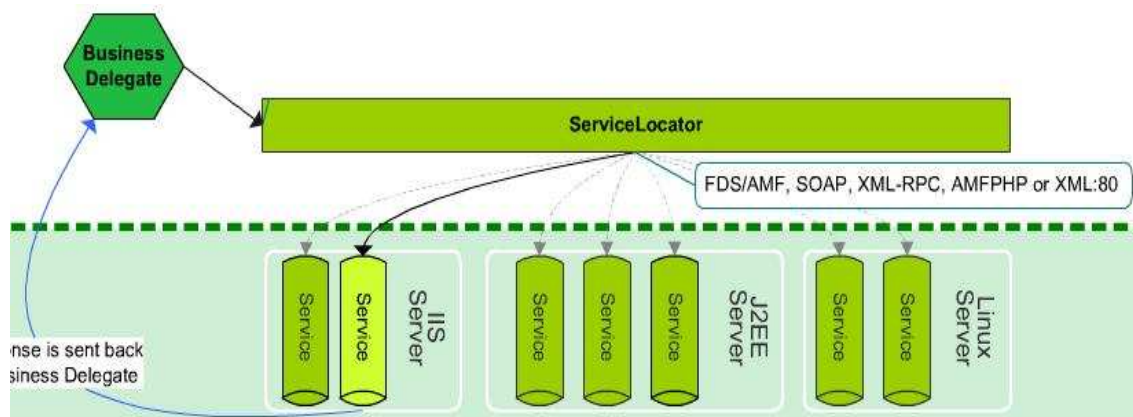 Business
Delegate
ServiceLocator
FDS/AMF, SOAP, XML-RPC, AMFPHP or XML:80
Service
Service
IIS
Server
Service
Service
Service
J2EE
Server
Service
Service
Linux
Server
onse is sent back
siness Delegate